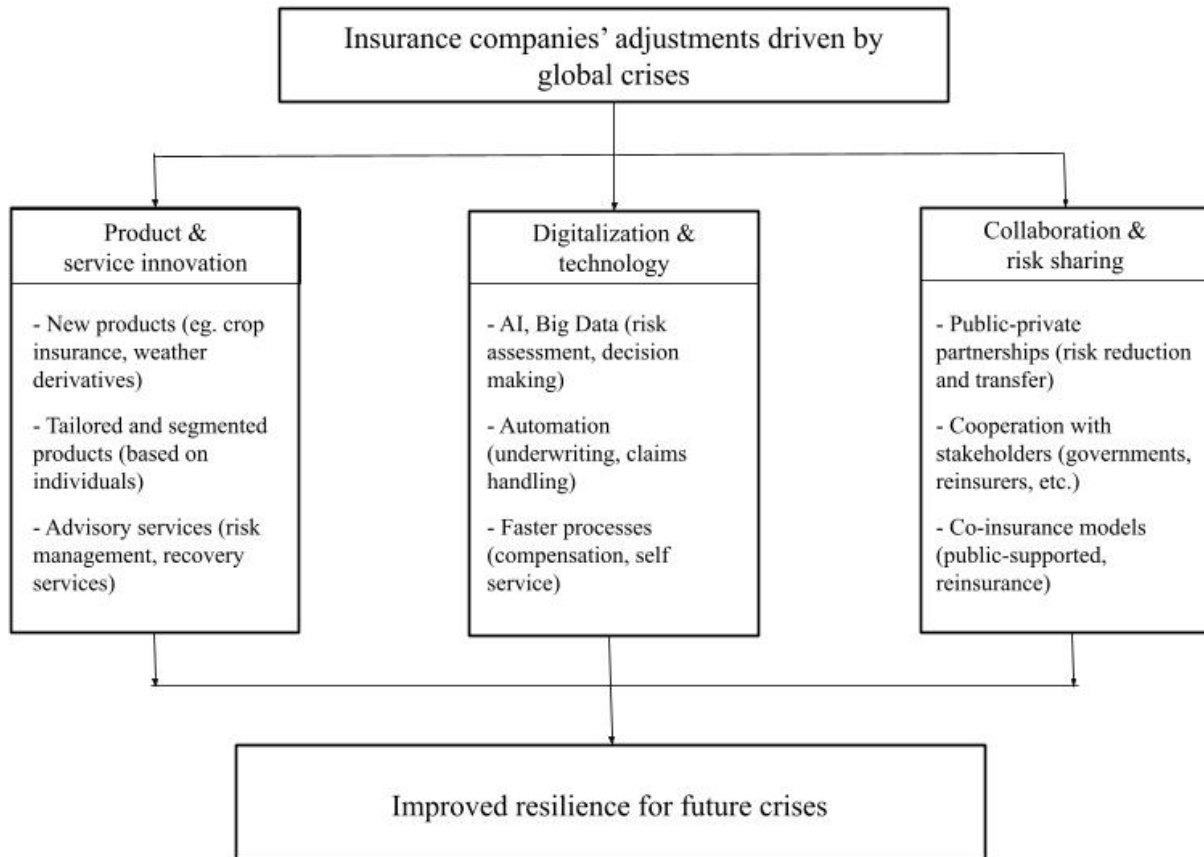 Insurance companies’ adjustments driven by
global crises
Product &
service innovation
- New products (eg. crop
insurance, weather
derivatives)
- Tailored and segmented
products (based on
individuals)
- Advisory services (risk
management, recovery
services)
Digitalization &
technology
- AI, Big Data (risk
assessment, decision
making)
- Automation
(underwriting, claims
handling)
- Faster processes
(compensation, self
service)
Collaboration &
risk sharing
- Public-private
partnerships (risk reduction
and transfer)
- Cooperation with
stakeholders (governments,
reinsurers, etc.)
- Co-insurance models
(public-supported,
reinsurance)
Improved resilience for future crises